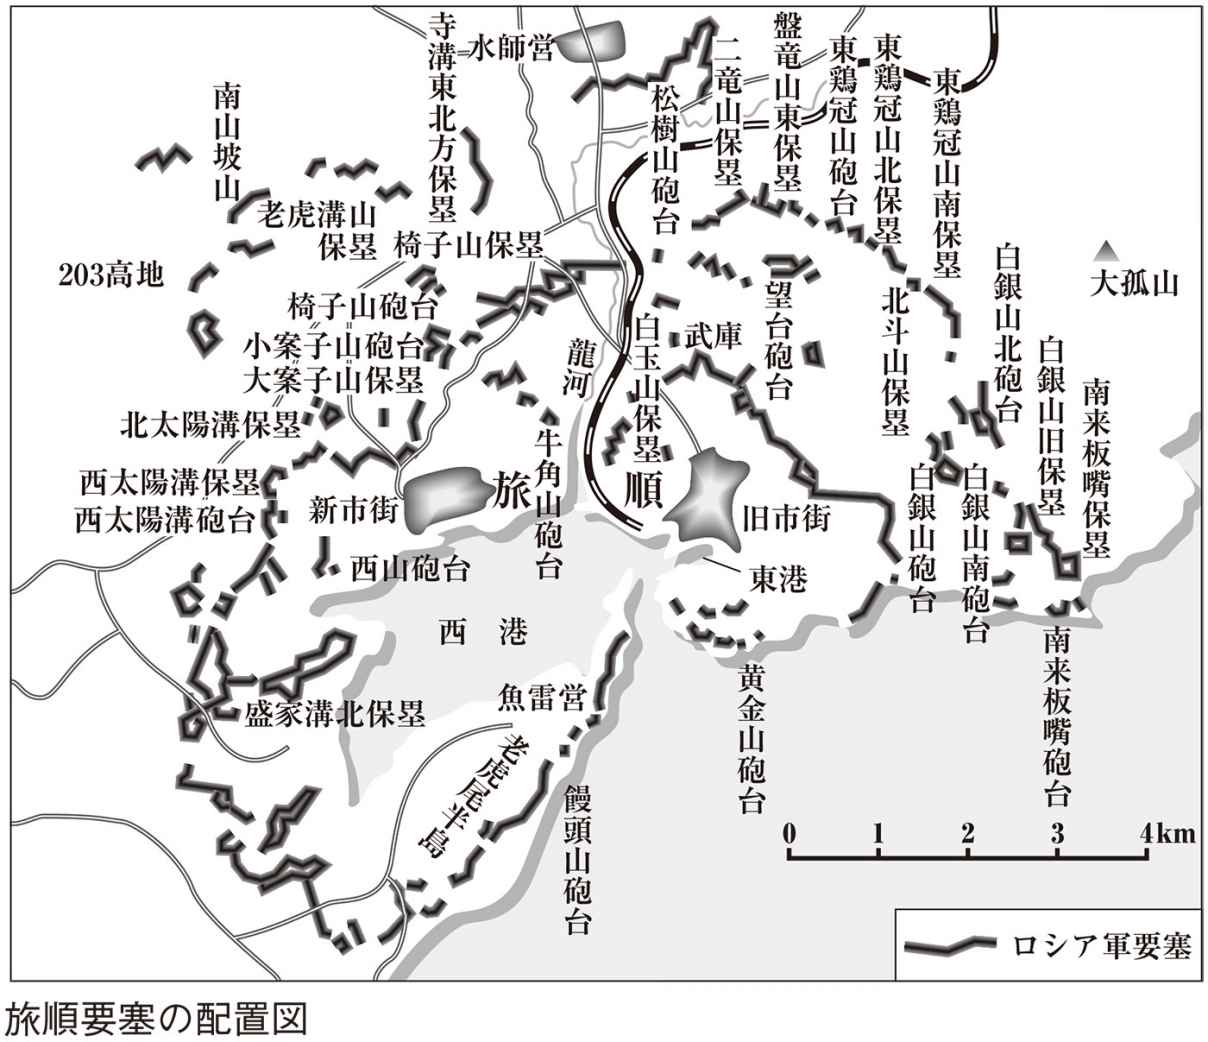 寺溝東北方保塁
水師営
松樹山砲台
二竜山保塁
盤竜山東保塁
東鶏冠山砲台
東鶏冠山北保塁
東鶏冠山南保塁
南山坡山
老虎溝山
保塁
椅子山保塁
203高地
椅子山砲台
小案子山砲台
大案子山保塁
北太陽溝保塁
西太陽溝保塁
西太陽溝砲台
新市街
旅順
龍河
白玉山保塁
武庫
望台砲台
北斗山保塁
大孤山
白銀山北砲台
白銀山旧保塁
南来板嘴保塁
牛角山砲台
旧市街
白銀山砲台
白銀山南砲台
西山砲台
東港
西港
南来板嘴砲台
黄金山砲台
魚雷営
盛家溝北保塁
老虎尾半島
饅頭山砲台
0 1 2 3 4km
ロシア軍要塞
旅順要塞の配置図